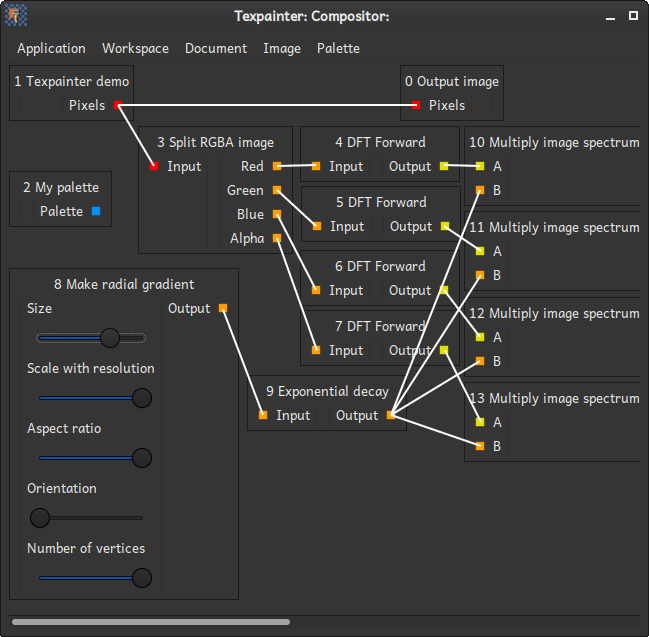 Texpainter: Compositor:
Application Workspace Document Image Palette
1 Texpainter demo
Pixels
0 Output image
Pixels
3 Split RGBA image
Input Red
Green
Blue
Alpha
4 DFT Forward
Input Output
10 Multiply image spectrum
A
B
2 My palette
Palette
5 DFT Forward
Input Output
11 Multiply image spectrum
A
B
6 DFT Forward
Input Output
12 Multiply image spectrum
A
B
7 DFT Forward
Input Output
8 Make radial gradient
Size Output
Scale with resolution
Aspect ratio
Orientation
Number of vertices
9 Exponential decay
Input Output
13 Multiply image spectrum
A
B